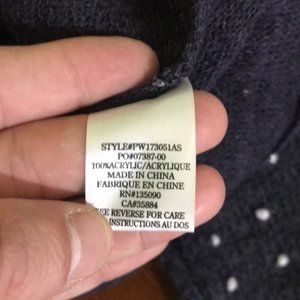 STYLE#PW173051AS
PO#07387-00
100%ACRYLIC/ACRYLIQUE
MADE IN CHINA
FABRIQUE EN CHINE
RN#135090
CA#35884
REVERSE FOR CARE
INSTRUCTIONS AU DOS